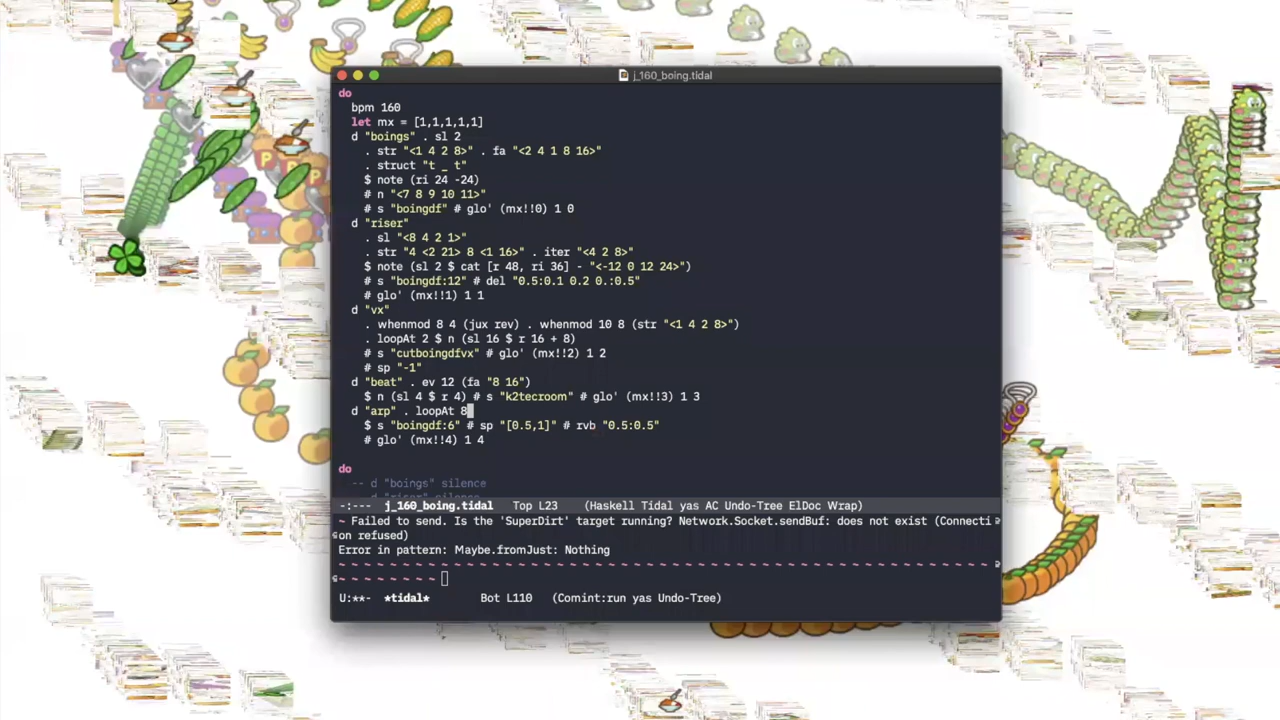 j_160_boing.tidal
do
bpm 160
let mx = [1,1,1,1,1]
d "boings" . sl 2
. str "<1 4 2 8>" . fa "<2 4 1 8 16>"
. struct "t _ t"
$ note (ri 24 -24)
# n "<7 8 9 10 11>"
# s "boingdf" # glo' (mx!!0) 1 0
d "riser"
. sl "<8 4 2 1>"
. str "4 <2 21> 8 <1 16>" . iter "<4 2 8>"
$ note (sl 2 $ cat [r 48, ri 36] - "<-12 0 12 24>")
# s "boingdf:12" # del "0.5:0.1 0.2 0.:0.5"
# glo' (mx!!1) 1 1
d "vx"
. whenmod 8 4 (jux rev) . whenmod 10 8 (str "<1 4 2 8>")
. loopAt 2 $ n (sl 16 $ r 16 + 8)
# s "cutboingdfvx" # glo' (mx!!2) 1 2
# sp "-1"
d "beat" . ev 12 (fa "8 16")
$ n (sl 4 $ r 4) # s "k2tecroom" # glo' (mx!!3) 1 3
d "arp" . loopAt 8
$ s "boingdf:6" # sp "[0.5,1]" # rvb "0.5:0.5"
# glo' (mx!!4) 1 4
do
-- d "boings" silence
-:--- j_160_boing.tidal Top L23 (Haskell Tidal yas AC Undo-Tree ElDoc Wrap)
~ Failed to send. Is the 'SuperDirt' target running? Network.Socket.sendBuf: does not exist (Connecti
on refused)
Error in pattern: Maybe.fromJust: Nothing
~ ~ ~ ~ ~ ~ ~ ~ ~ ~ ~ ~ ~ ~ ~ ~ ~ ~ ~ ~ ~ ~ ~ ~ ~ ~ ~ ~ ~ ~ ~ ~ ~ ~ ~ ~ ~ ~ ~ ~ ~ ~ ~ ~ ~ ~ ~ ~ ~ ~
~ ~ ~ ~ ~ ~ ~ ~
U:**- *tidal* Bot L110 (Comint:run yas Undo-Tree)